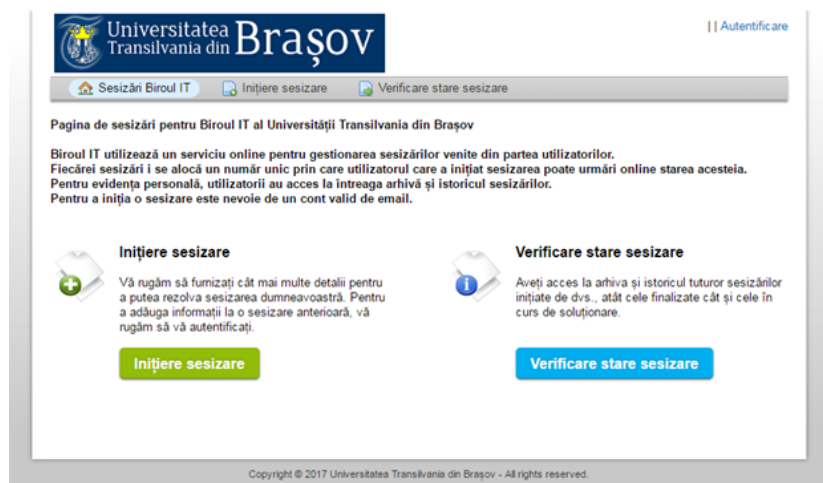 Universitatea
Transilvania din Brașov
|| Autentificare
Sesizări Biroul IT
Inițiere sesizare
Verificare stare sesizare
Pagina de sesizări pentru Biroul IT al Universității Transilvania din Brașov
Biroul IT utilizează un serviciu online pentru gestionarea sesizărilor venite din partea utilizatorilor.
Fiecărei sesizări i se alocă un număr unic prin care utilizatorul care a inițiat sesizarea poate urmări online starea acesteia.
Pentru evidența personală, utilizatorii au acces la întreaga arhivă și istoricul sesizărilor.
Pentru a iniția o sesizare este nevoie de un cont valid de email.
Inițiere sesizare
Vă rugăm să furnizați cât mai multe detalii pentru
a putea rezolva sesizarea dumneavoastră. Pentru
a adăuga informații la o sesizare anterioară, vă
rugăm să vă autentificați.
Inițiere sesizare
Verificare stare sesizare
Aveți acces la arhiva și istoricul tuturor sesizărilor
inițiate de dvs., atât cele finalizate cât și cele în
curs de soluționare.
Verificare stare sesizare
Copyright © 2017 Universitatea Transilvania din Brașov - All rights reserved.